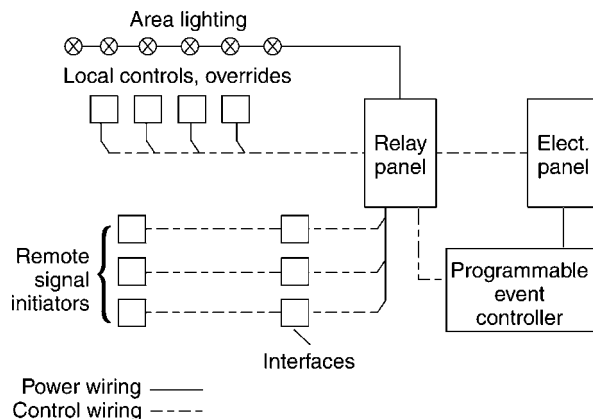 Area lighting
Local controls, overrides
Relay
panel
Elect.
panel
Remote
signal
initiators
Programmable
event
controller
Interfaces
Power wiring
Control wiring